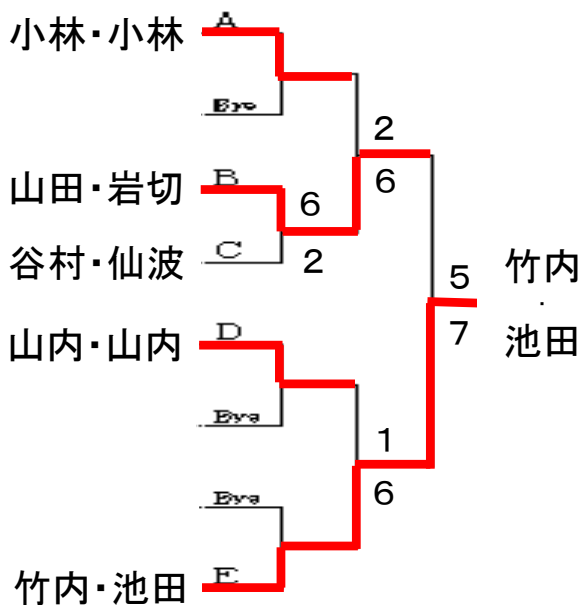 小林・小林 A
Bye
2
山田・岩切 B
6
6
谷村・仙波 C
2
5 竹内
・
7 池田
山内・山内 D
Bye
1
6
Bye
竹内・池田 E